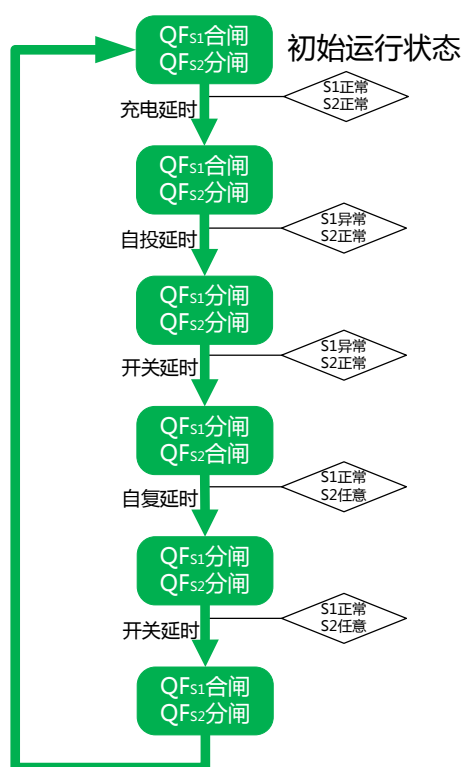 QFS1合闸
QFS2分闸
初始运行状态
充电延时
S1正常
S2正常
QFS1合闸
QFS2分闸
自投延时
S1异常
S2正常
QFS1分闸
QFS2分闸
开关延时
S1异常
S2正常
QFS1分闸
QFS2合闸
自复延时
S1正常
S2任意
QFS1分闸
QFS2分闸
开关延时
S1正常
S2任意
QFS1合闸
QFS2分闸